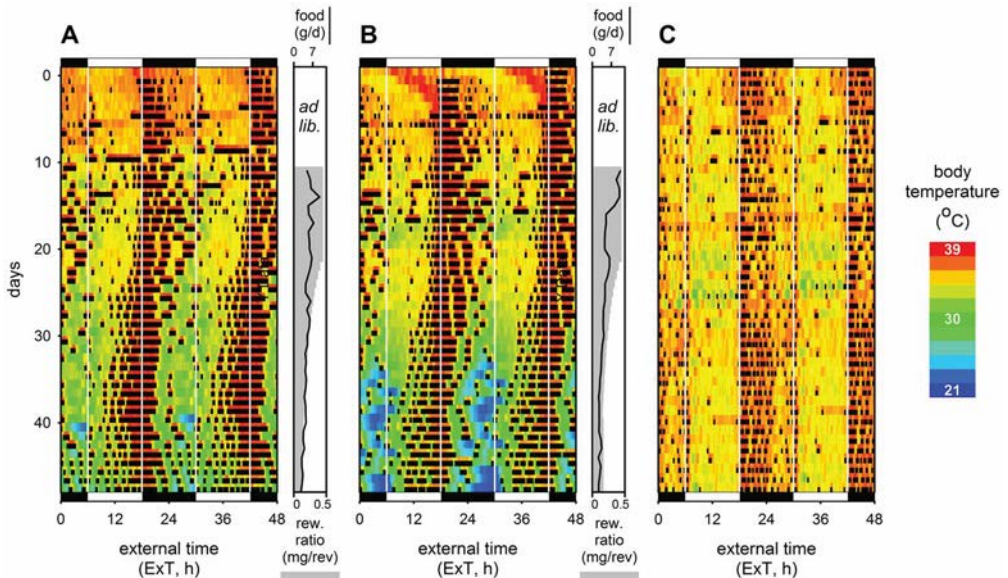 food
(g/d)
0 7
food
(g/d)
0 7
A
B
C
0
10
20
30
40
days
ad
lib.
ad
lib.
body
temperature
(°C)
39
30
21
0 12 24 36 48
0 0.5
0 12 24 36 48
0 0.5
0 12 24 36 48
external time
(ExT, h)
rew.
ratio
(mg/rev)
external time
(ExT, h)
rew.
ratio
(mg/rev)
external time
(ExT, h)